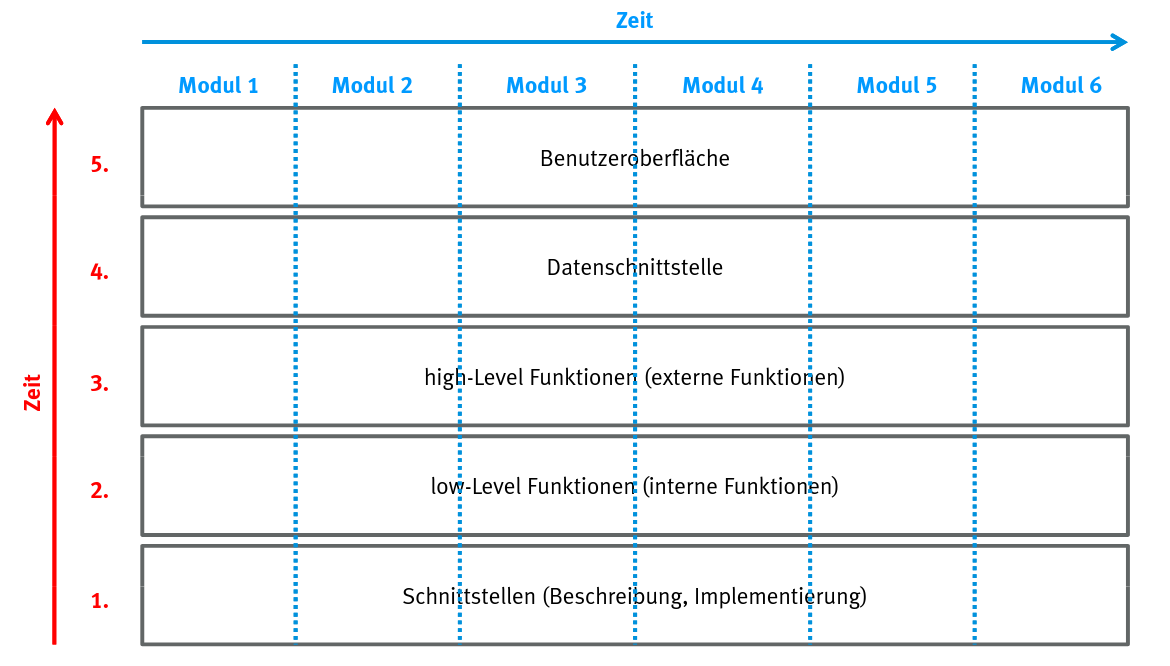 Zeit
Modul 1 Modul 2 Modul 3 Modul 4 Modul 5 Modul 6
5. Benutzeroberfläche
4. Datenschnittstelle
Zeit
3. high-Level Funktionen (externe Funktionen)
2. low-Level Funktionen (interne Funktionen)
1. Schnittstellen (Beschreibung, Implementierung)